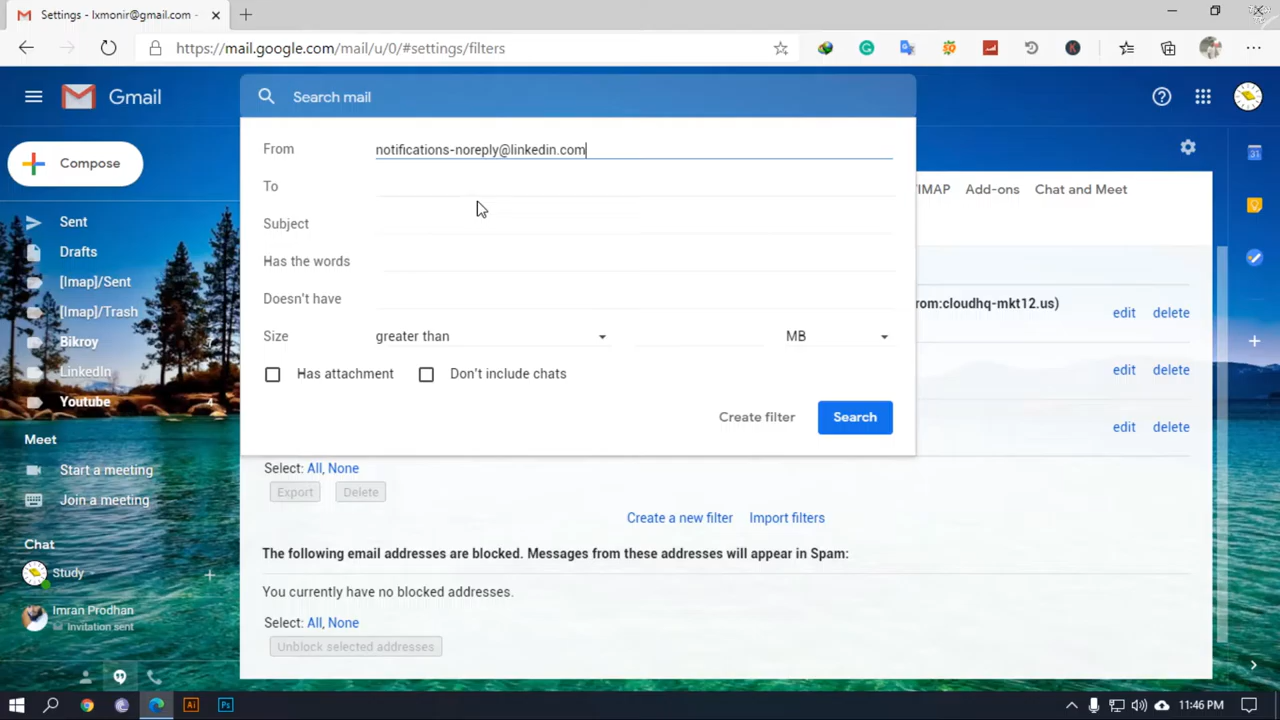 Settings - lxmonir@gmail.com -
https://mail.google.com/mail/u/0/#settings/filters
Gmail
Search mail
Compose
Sent
Drafts
[Imap]/Sent
[Imap]/Trash
Bikroy
LinkedIn
Youtube 4
Meet
Start a meeting
Join a meeting
Chat
Study
Imran Prodhan
Invitation sent
From notifications-noreply@linkedin.com
To
Subject
Has the words
Doesn't have
Size greater than MB
Has attachment Don't include chats
Create filter Search
/IMAP Add-ons Chat and Meet
rom:cloudhq-mkt12.us)
edit delete
edit delete
edit delete
Select: All, None
Export Delete
Create a new filter Import filters
The following email addresses are blocked. Messages from these addresses will appear in Spam:
You currently have no blocked addresses.
Select: All, None
Unblock selected addresses
31
Ai Ps
11:46 PM